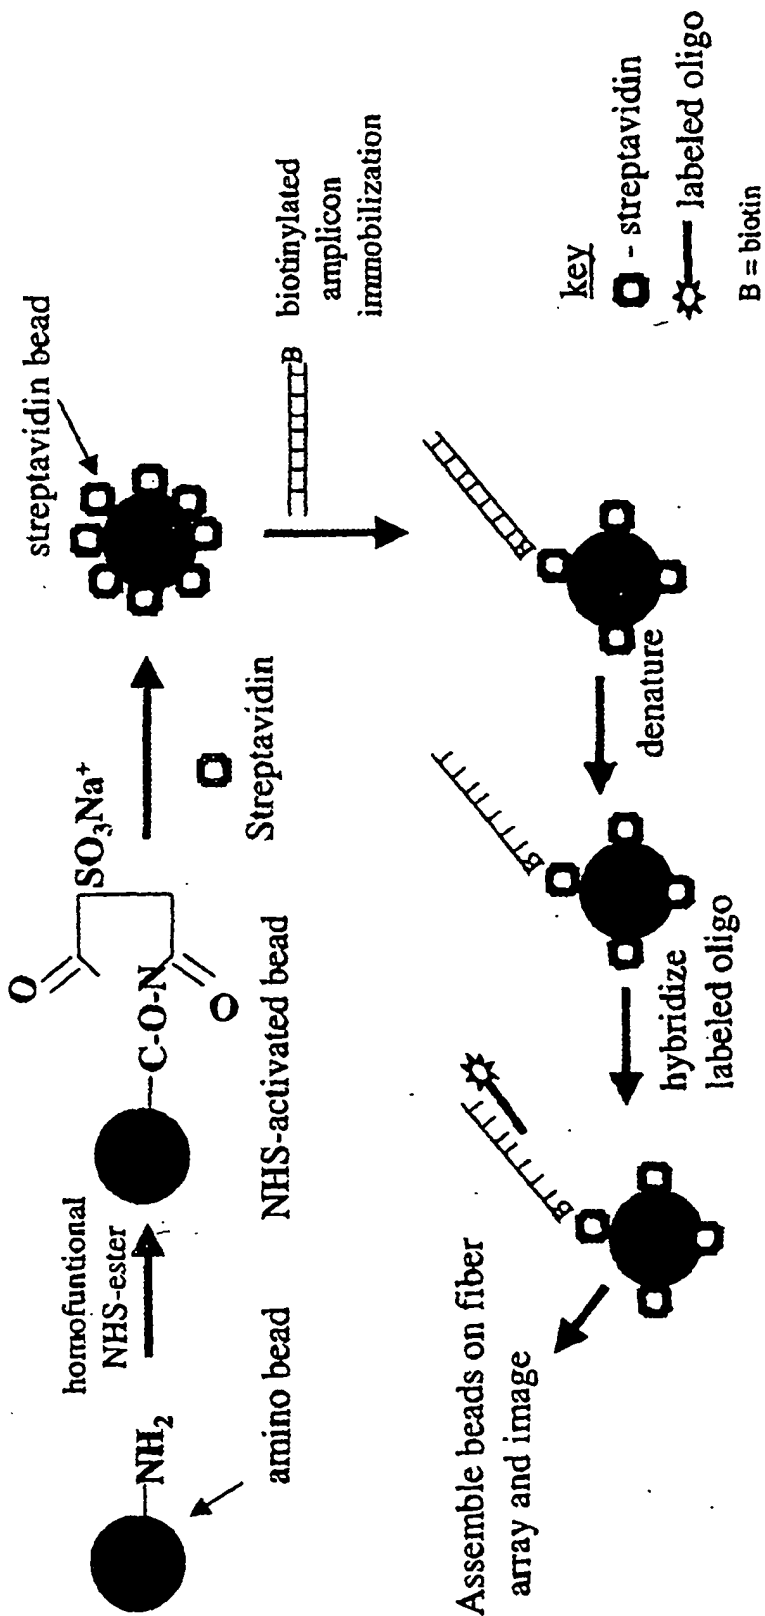 homofuntional
NHS-ester
NH₂
amino bead
O
C-O-N
O
SO₃Na⁺
NHS-activated bead
Streptavidin
streptavidin bead
B
biotinylated
amplicon
immobilization
B
denature
B
hybridize
labeled oligo
B
Assemble beads on fiber
array and image
key
- streptavidin
labeled oligo
B = biotin